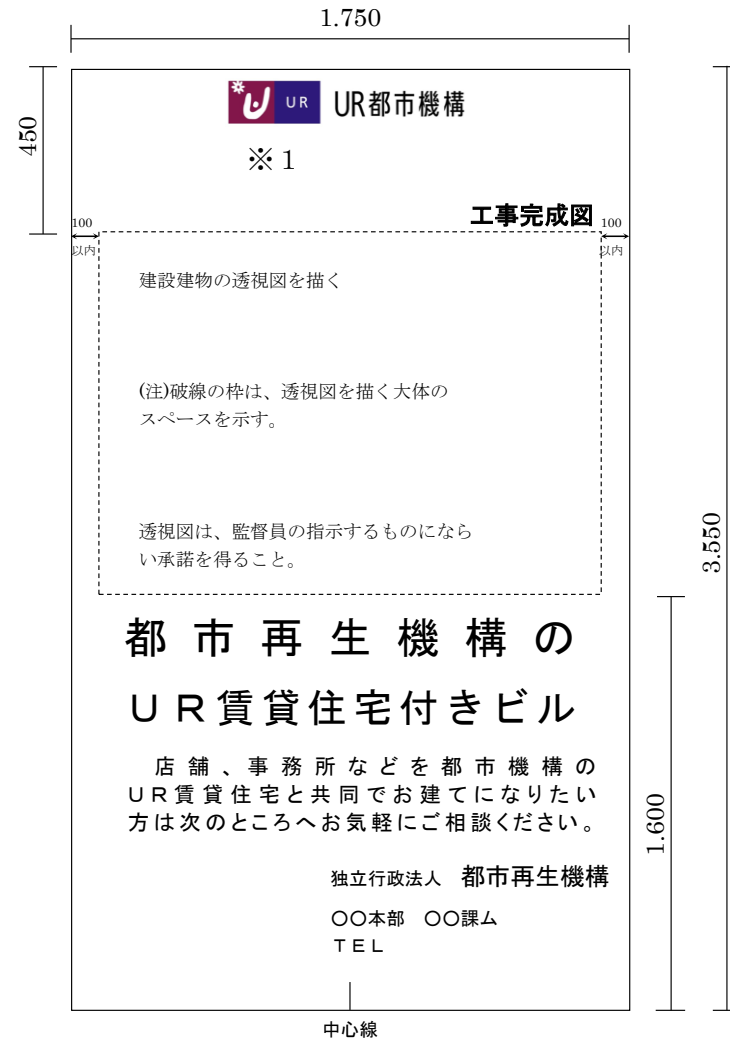 1.750
450
UR UR都市機構
※1
工事完成図
100
以内
100
以内
建設建物の透視図を描く
(注)破線の枠は、透視図を描く大体の
スペースを示す。
透視図は、監督員の指示するものになら
い承諾を得ること。
都市再生機構の
UR賃貸住宅付きビル
店舗、事務所などを都市機構の
UR賃貸住宅と共同でお建てになりたい
方は次のところへお気軽にご相談ください。
独立行政法人 都市再生機構
〇〇本部 〇〇課ム
TEL
中心線
1.600
3.550